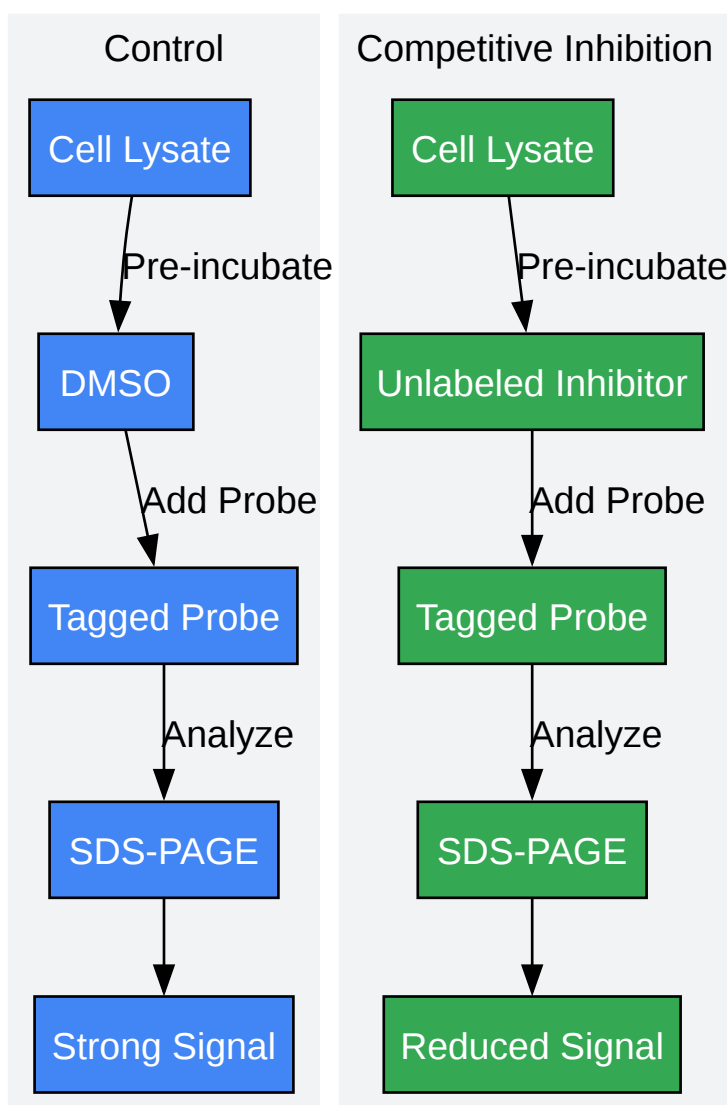 Control
Cell Lysate
Pre-incubate
DMSO
Add Probe
Tagged Probe
Analyze
SDS-PAGE
Strong Signal
Competitive Inhibition
Cell Lysate
Pre-incubate
Unlabeled Inhibitor
Add Probe
Tagged Probe
Analyze
SDS-PAGE
Reduced Signal